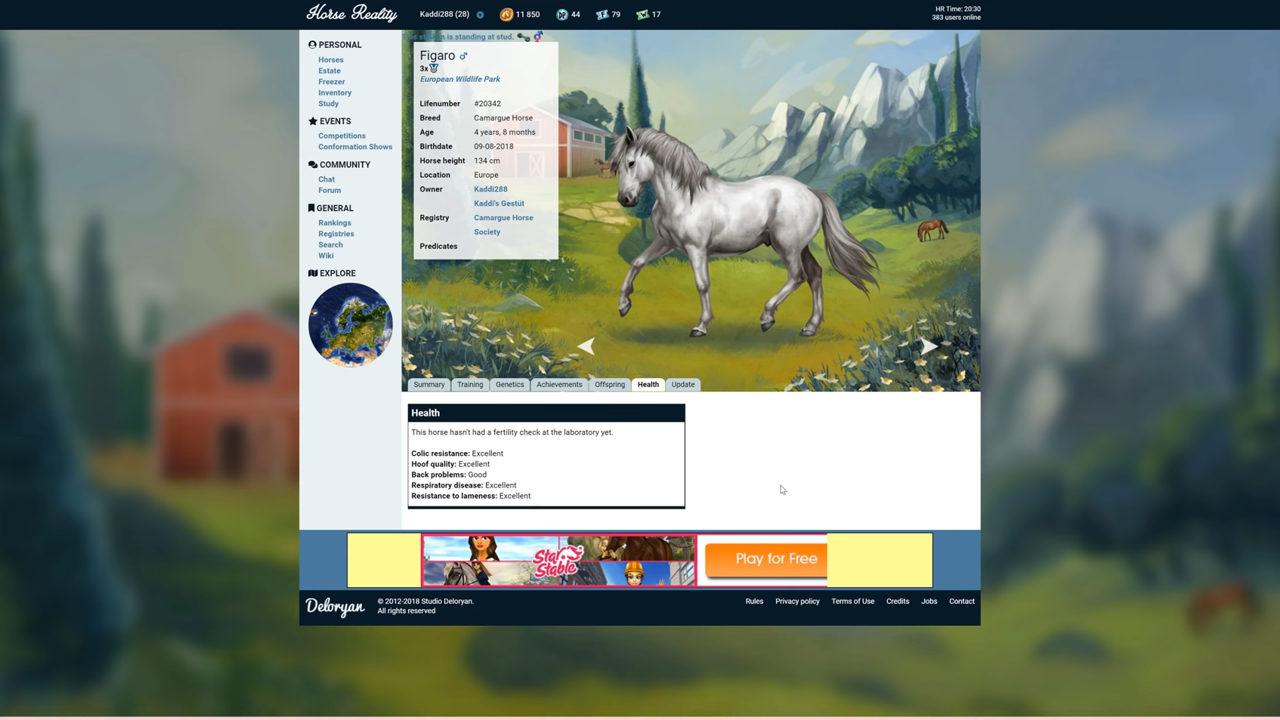 Horse Reality
Kaddi288 (28)
11 850
44
79
17
HR Time: 20:30
383 users online
PERSONAL
Horses
Estate
Freezer
Inventory
Study
EVENTS
Competitions
Conformation Shows
COMMUNITY
Chat
Forum
GENERAL
Rankings
Registries
Search
Wiki
EXPLORE
is standing at stud.
Figaro ♂
3x
European Wildlife Park
Lifenumber #20342
Breed Camargue Horse
Age 4 years, 8 months
Birthdate 09-08-2018
Horse height 134 cm
Location Europe
Owner Kaddi288
Kaddi's Gestüt
Registry Camargue Horse
Society
Predicates
Summary Training Genetics Achievements Offspring Health Update
Health
This horse hasn't had a fertility check at the laboratory yet.
Colic resistance: Excellent
Hoof quality: Excellent
Back problems: Good
Respiratory disease: Excellent
Resistance to lameness: Excellent
Star Stable
Play for Free
Deloryan
© 2012-2018 Studio Deloryan.
All rights reserved
Rules Privacy policy Terms of Use Credits Jobs Contact